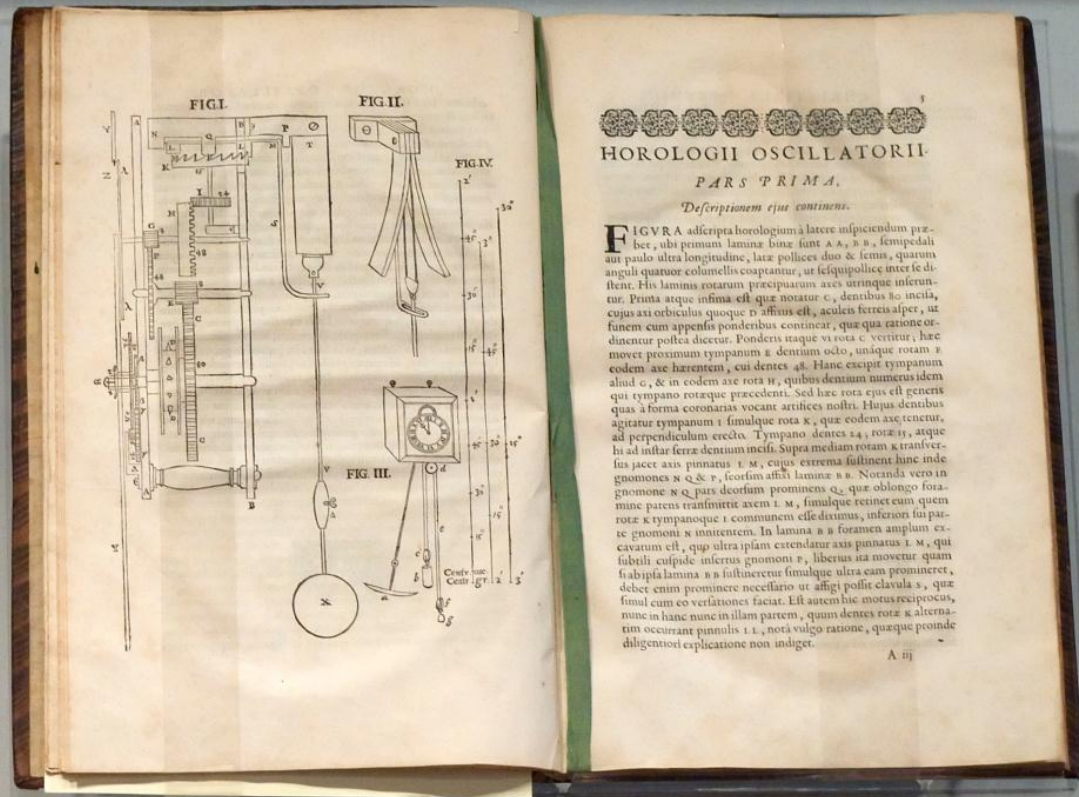 FIG.I.
FIG.II.
FIG.IV.
FIG. III.
5
HOROLOGII OSCILLATORII.
PARS PRIMA,
Deſcriptionem ejus continens.
FIGVRA adſcripta horologium à latere inſpiciendum præ-
bet, ubi primum laminæ binæ ſunt A A, B B, ſemipedali
aut paulo ultra longitudine, latæ pollices duo & ſemis, quarum
anguli quatuor columellis coaptantur, ut ſeſquipollice inter ſe di-
ſtent. His laminis rotarum præcipuarum axes utrinque inſerun-
tur. Prima atque infima eſt quæ notatur C, dentibus 80 inciſa,
cujus axi orbiculus quoque D affixus eſt, aculeis ferreis aſper, ut
funem cum appenſis ponderibus contineat, quæ qua ratione or-
dinentur poſtea dicetur. Ponderis itaque vi rota C vertitur; hæc
movet proximum tympanum E dentium octo, unáque rotam F
eodem axe hærentem, cui dentes 48. Hanc excipit tympanum
aliud G, & in eodem axe rota H, quibus dentium numerus idem
qui tympano rotæque præcedenti. Sed hæc rota ejus eſt generis
quas à forma coronarias vocant artifices noſtri. Hujus dentibus
agitatur tympanum I ſimulque rota K, quæ eodem axe tenetur,
ad perpendiculum erecto. Tympano dentes 24, rotæ 15, atque
hi ad inſtar ſerræ dentium inciſi. Supra mediam rotam K transver-
ſus jacet axis pinnatus L M, cujus extrema ſuſtinent hinc inde
gnomones N Q & P, ſeorſim affixi laminæ B B. Notanda vero in
gnomone N Q pars deorſum prominens Q, quæ oblongo fora-
mine patens transmittit axem L M, ſimulque retinet eum quem
rotæ K tympanoque I communem eſſe diximus, inferiori ſui par-
te gnomoni N innitentem. In lamina B B foramen amplum ex-
cavatum eſt, quo ultra ipſam extendatur axis pinnatus L M, qui
ſubtili cuſpide inſertus gnomoni P, liberius ita movetur quam
ſi ab ipſa lamina B B ſuſtineretur ſimulque ultra eam promineret,
debet enim prominere neceſſario ut affigi poſſit clavula S, quæ
ſimul cum eo verſationes faciat. Eſt autem hic motus reciprocus,
nunc in hanc nunc in illam partem, quum dentes rotæ K alterna-
tim occurrant pinnulis L L, notâ vulgo ratione, quæque proinde
diligentiori explicatione non indiget.
A iij